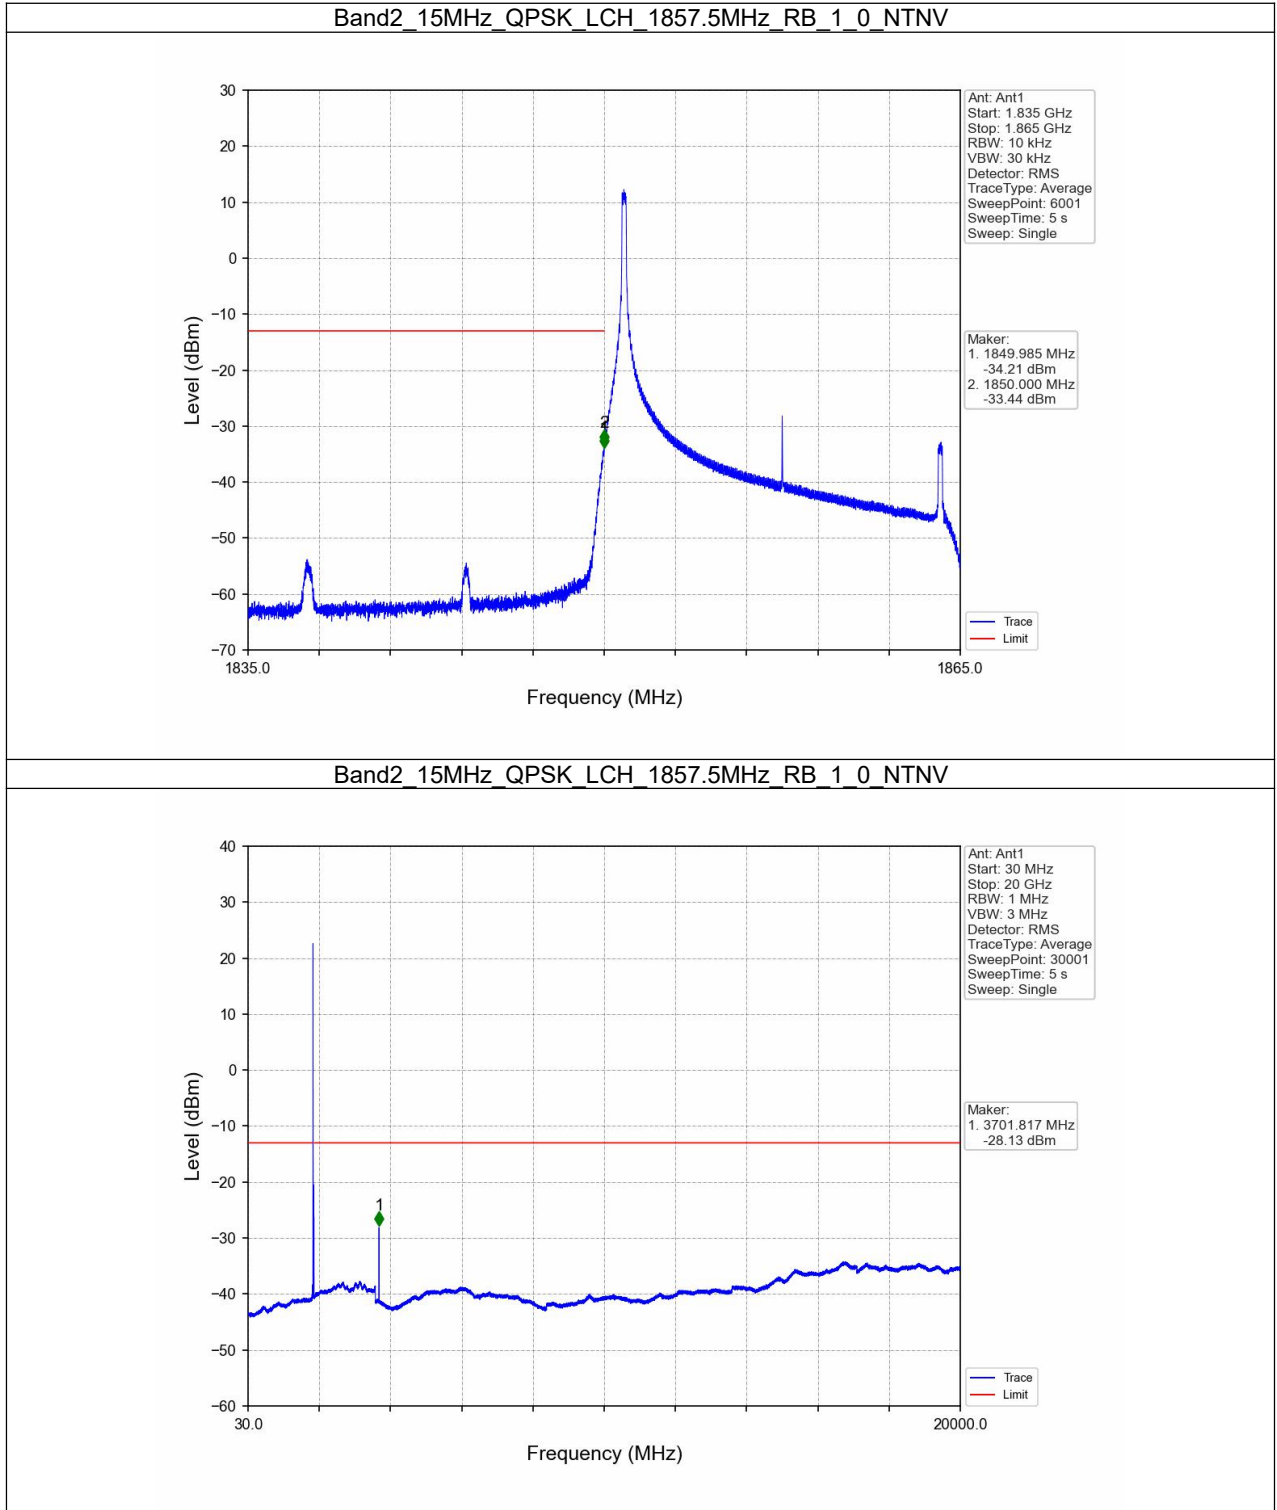 Band2_15MHz_QPSK_LCH_1857.5MHz_RB_1_0_NTNV
30
20
10
0
−10
−20
−30
−40
−50
−60
−70
Level (dBm)
1835.0
1865.0
Frequency (MHz)
2
Ant: Ant1
Start: 1.835 GHz
Stop: 1.865 GHz
RBW: 10 kHz
VBW: 30 kHz
Detector: RMS
TraceType: Average
SweepPoint: 6001
SweepTime: 5 s
Sweep: Single
Maker:
1. 1849.985 MHz
-34.21 dBm
2. 1850.000 MHz
-33.44 dBm
Trace
Limit
Band2_15MHz_QPSK_LCH_1857.5MHz_RB_1_0_NTNV
40
30
20
10
0
−10
−20
−30
−40
−50
−60
Level (dBm)
30.0
20000.0
Frequency (MHz)
1
Ant: Ant1
Start: 30 MHz
Stop: 20 GHz
RBW: 1 MHz
VBW: 3 MHz
Detector: RMS
TraceType: Average
SweepPoint: 30001
SweepTime: 5 s
Sweep: Single
Maker:
1. 3701.817 MHz
-28.13 dBm
Trace
Limit